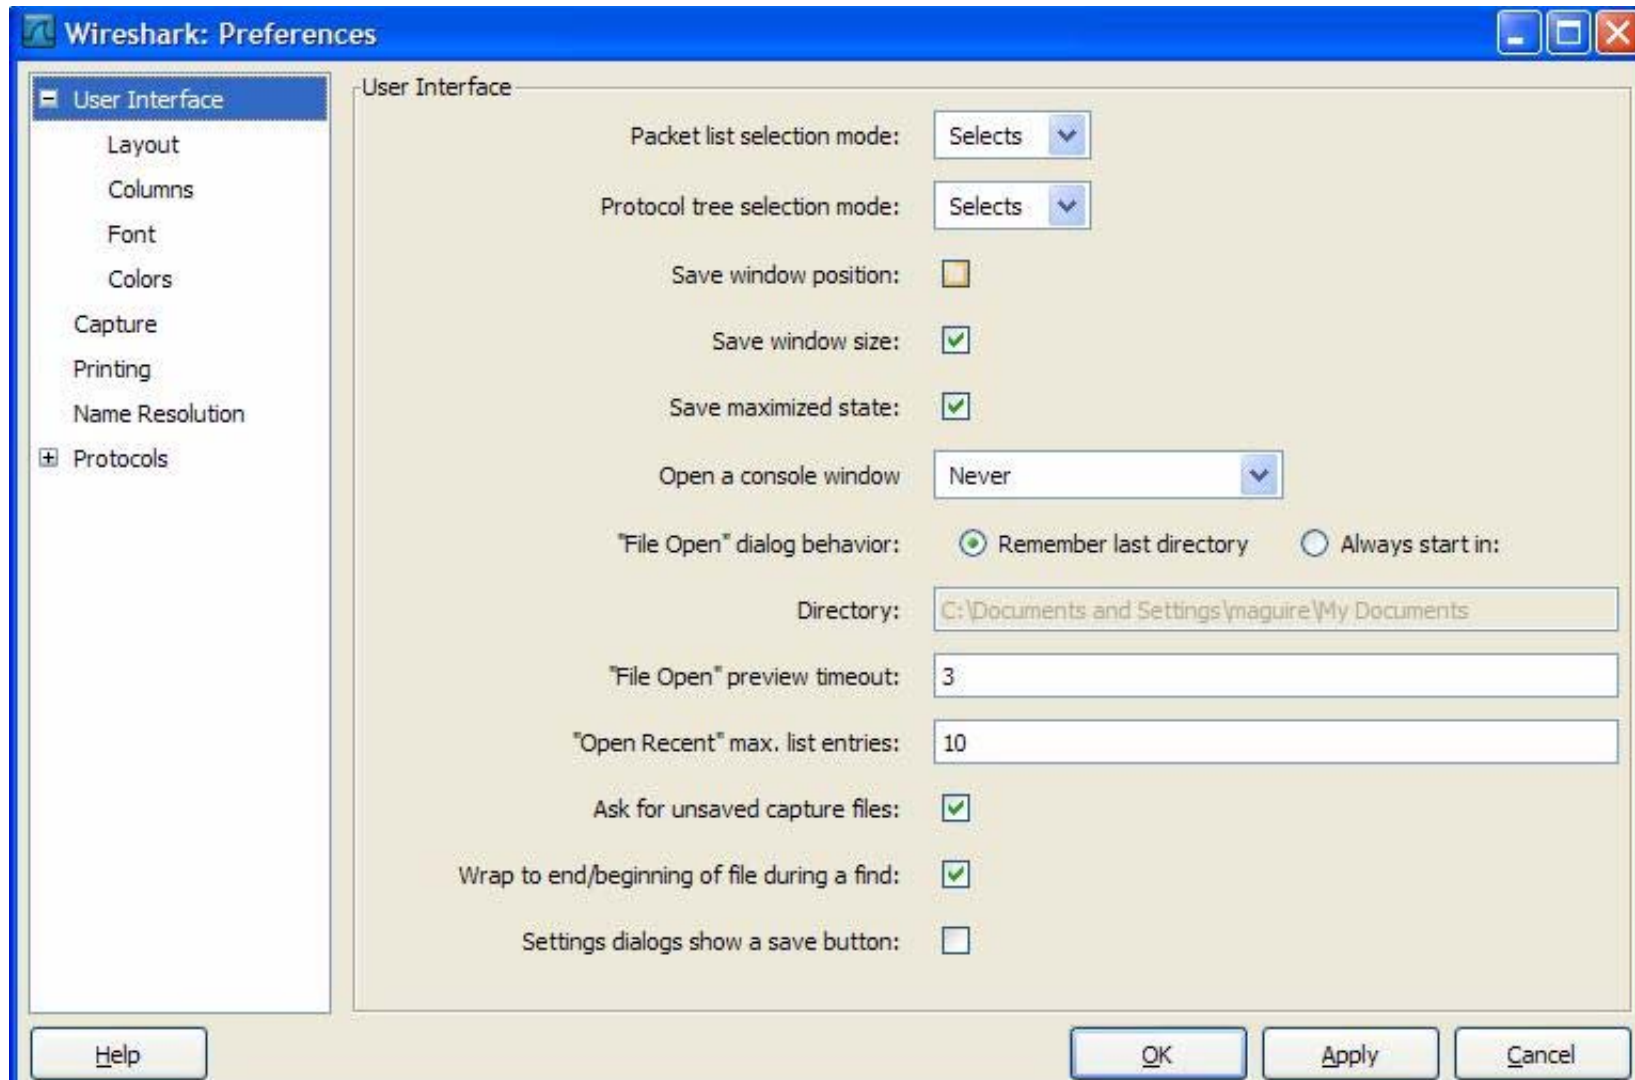 Wireshark: Preferences
User Interface
Layout
Columns
Font
Colors
Capture
Printing
Name Resolution
Protocols
User Interface
Packet list selection mode: Selects
Protocol tree selection mode: Selects
Save window position:
Save window size:
Save maximized state:
Open a console window Never
"File Open" dialog behavior: Remember last directory Always start in:
Directory: C:\Documents and Settings\maguire\My Documents
"File Open" preview timeout: 3
"Open Recent" max. list entries: 10
Ask for unsaved capture files:
Wrap to end/beginning of file during a find:
Settings dialogs show a save button:
Help OK Apply Cancel